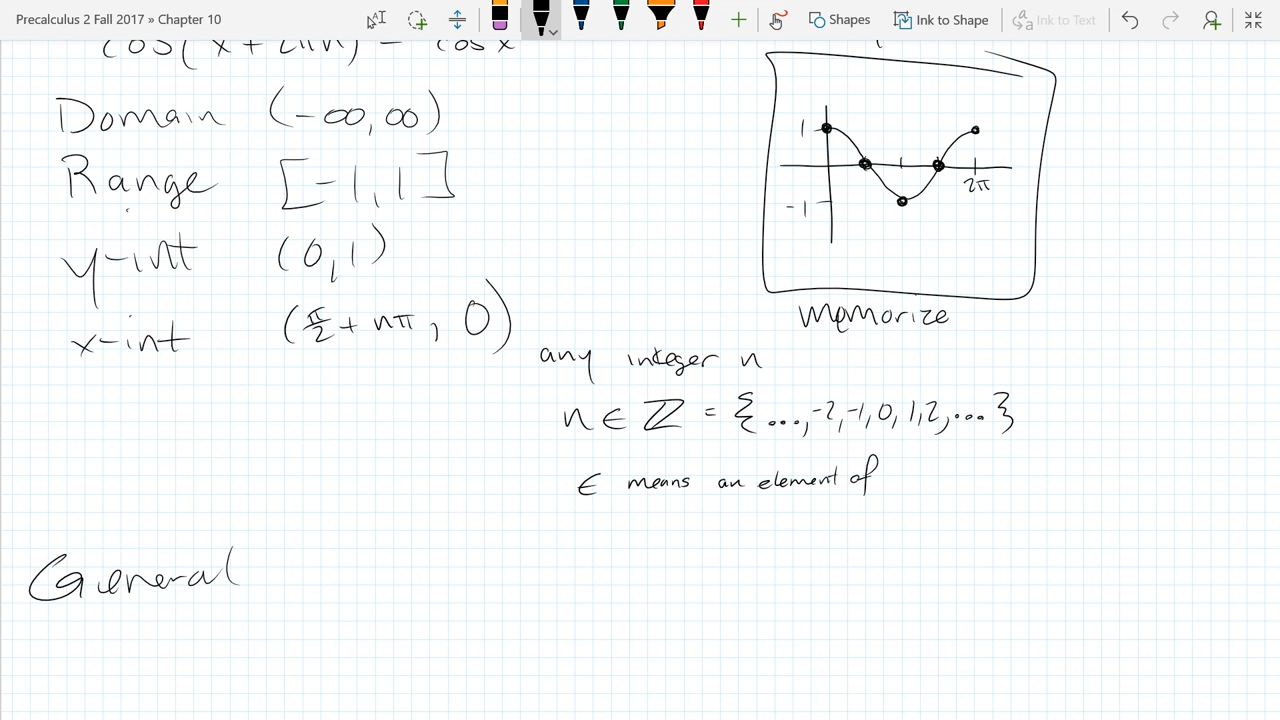 Precalculus 2 Fall 2017 » Chapter 10
Shapes
Ink to Shape
Ink to Text
cos(x + 2πn) = cos x
Domain (-∞, ∞)
Range [-1, 1]
y-int (0, 1)
x-int (π/2 + nπ, 0)
1
-1
2π
Memorize
any integer n
n ∈ ℤ = {..., -2, -1, 0, 1, 2, ...}
∈ means an element of
General